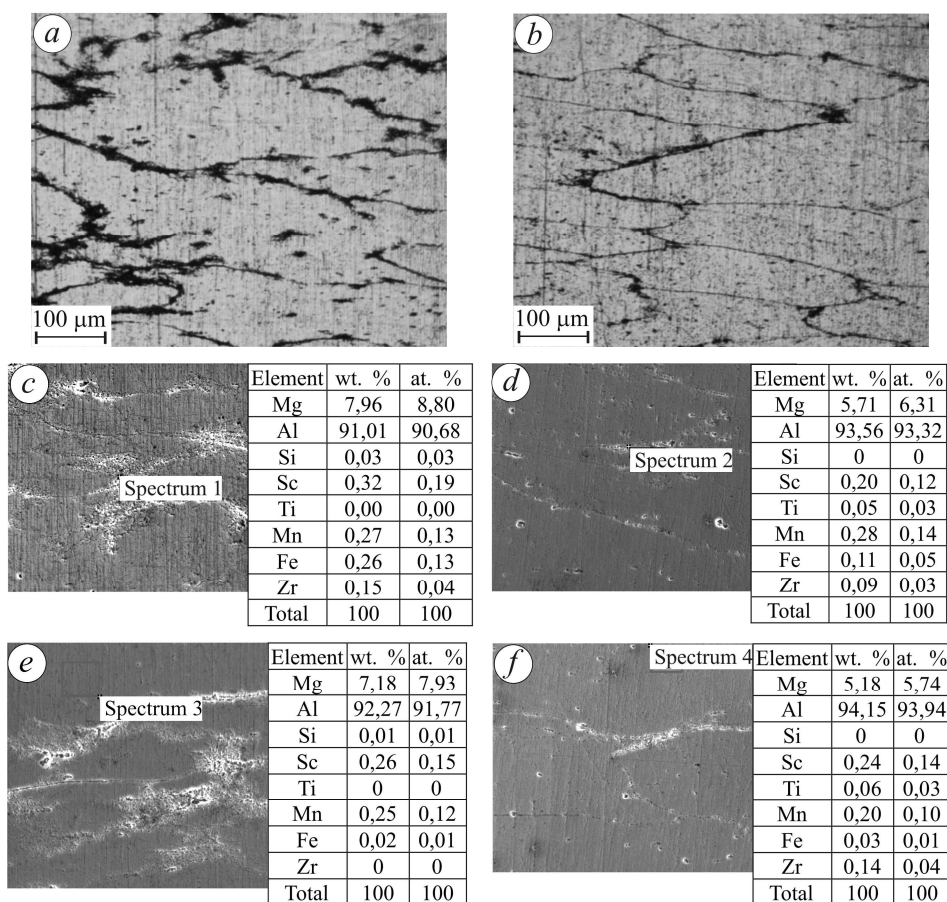 a
b
100 μm
100 μm
c
Spectrum 1
Element wt. % at. %
Mg 7,96 8,80
Al 91,01 90,68
Si 0,03 0,03
Sc 0,32 0,19
Ti 0,00 0,00
Mn 0,27 0,13
Fe 0,26 0,13
Zr 0,15 0,04
Total 100 100
d
Spectrum 2
Element wt. % at. %
Mg 5,71 6,31
Al 93,56 93,32
Si 0 0
Sc 0,20 0,12
Ti 0,05 0,03
Mn 0,28 0,14
Fe 0,11 0,05
Zr 0,09 0,03
Total 100 100
e
Spectrum 3
Element wt. % at. %
Mg 7,18 7,93
Al 92,27 91,77
Si 0,01 0,01
Sc 0,26 0,15
Ti 0 0
Mn 0,25 0,12
Fe 0,02 0,01
Zr 0 0
Total 100 100
f
Spectrum 4
Element wt. % at. %
Mg 5,18 5,74
Al 94,15 93,94
Si 0 0
Sc 0,24 0,14
Ti 0,06 0,03
Mn 0,20 0,10
Fe 0,03 0,01
Zr 0,14 0,04
Total 100 100